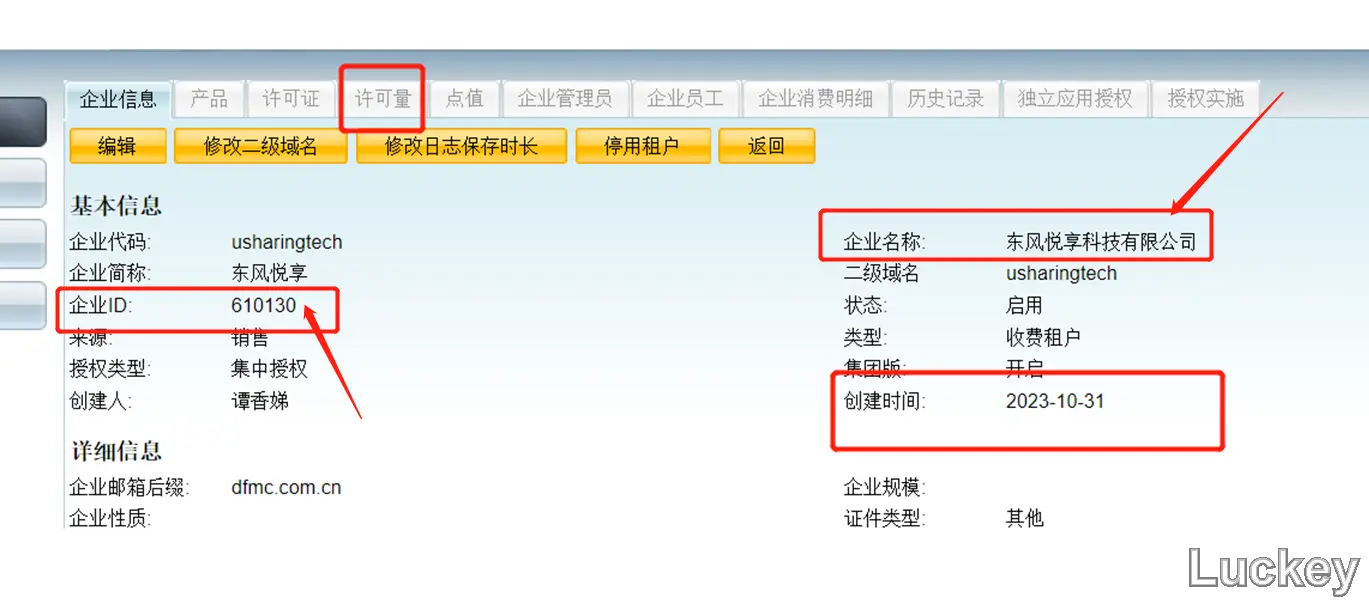 企业信息 产品 许可证 许可量 点值 企业管理员 企业员工 企业消费明细 历史记录 独立应用授权 授权实施
编辑 修改二级域名 修改日志保存时长 停用租户 返回
基本信息
企业代码: usharingtech 企业名称: 东风悦享科技有限公司
企业简称: 东风悦享 二级域名 usharingtech
企业ID: 610130 状态: 启用
来源: 销售 类型: 收费租户
授权类型: 集中授权 集团版: 开启
创建人: 谭香娣 创建时间: 2023-10-31
详细信息
企业邮箱后缀: dfmc.com.cn 企业规模:
企业性质: 证件类型: 其他
Luckey